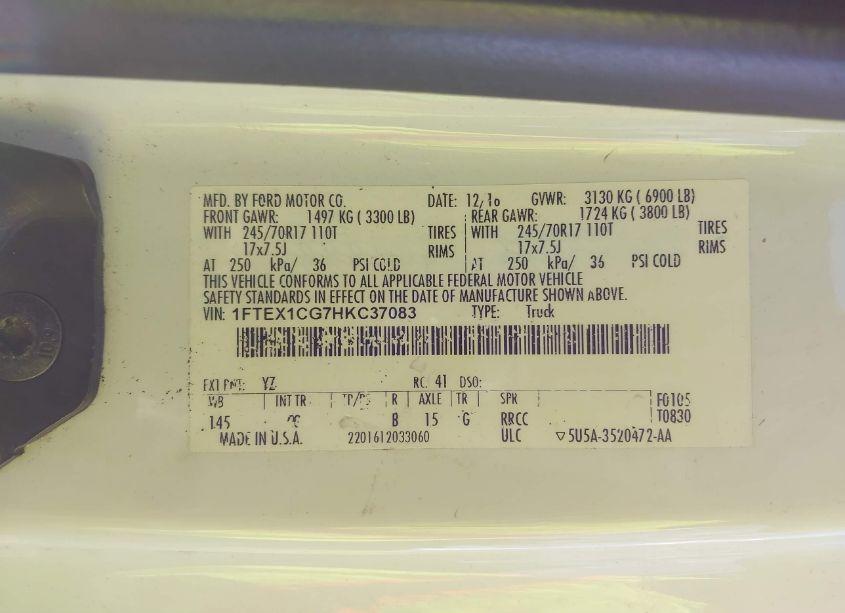 MFD. BY FORD MOTOR CO. DATE: 12/16 GVWR: 3130 KG ( 6900 LB)
FRONT GAWR: 1497 KG ( 3300 LB) REAR GAWR: 1724 KG ( 3800 LB)
WITH 245/70R17 110T TIRES WITH 245/70R17 110T TIRES
17x7.5J RIMS 17x7.5J RIMS
AT 250 kPa/ 36 PSI COLD AT 250 kPa/ 36 PSI COLD
THIS VEHICLE CONFORMS TO ALL APPLICABLE FEDERAL MOTOR VEHICLE
SAFETY STANDARDS IN EFFECT ON THE DATE OF MANUFACTURE SHOWN ABOVE.
VIN: 1FTEX1CG7HKC37083 TYPE: Truck
EXT PNT: YZ RC: 41 DSO:
WB INT TR TP/PS R AXLE TR SPR F0105
145 B 15 G RRCC T0830
MADE IN U.S.A. 2201612033060 ULC ▽5U5A-3520472-AA